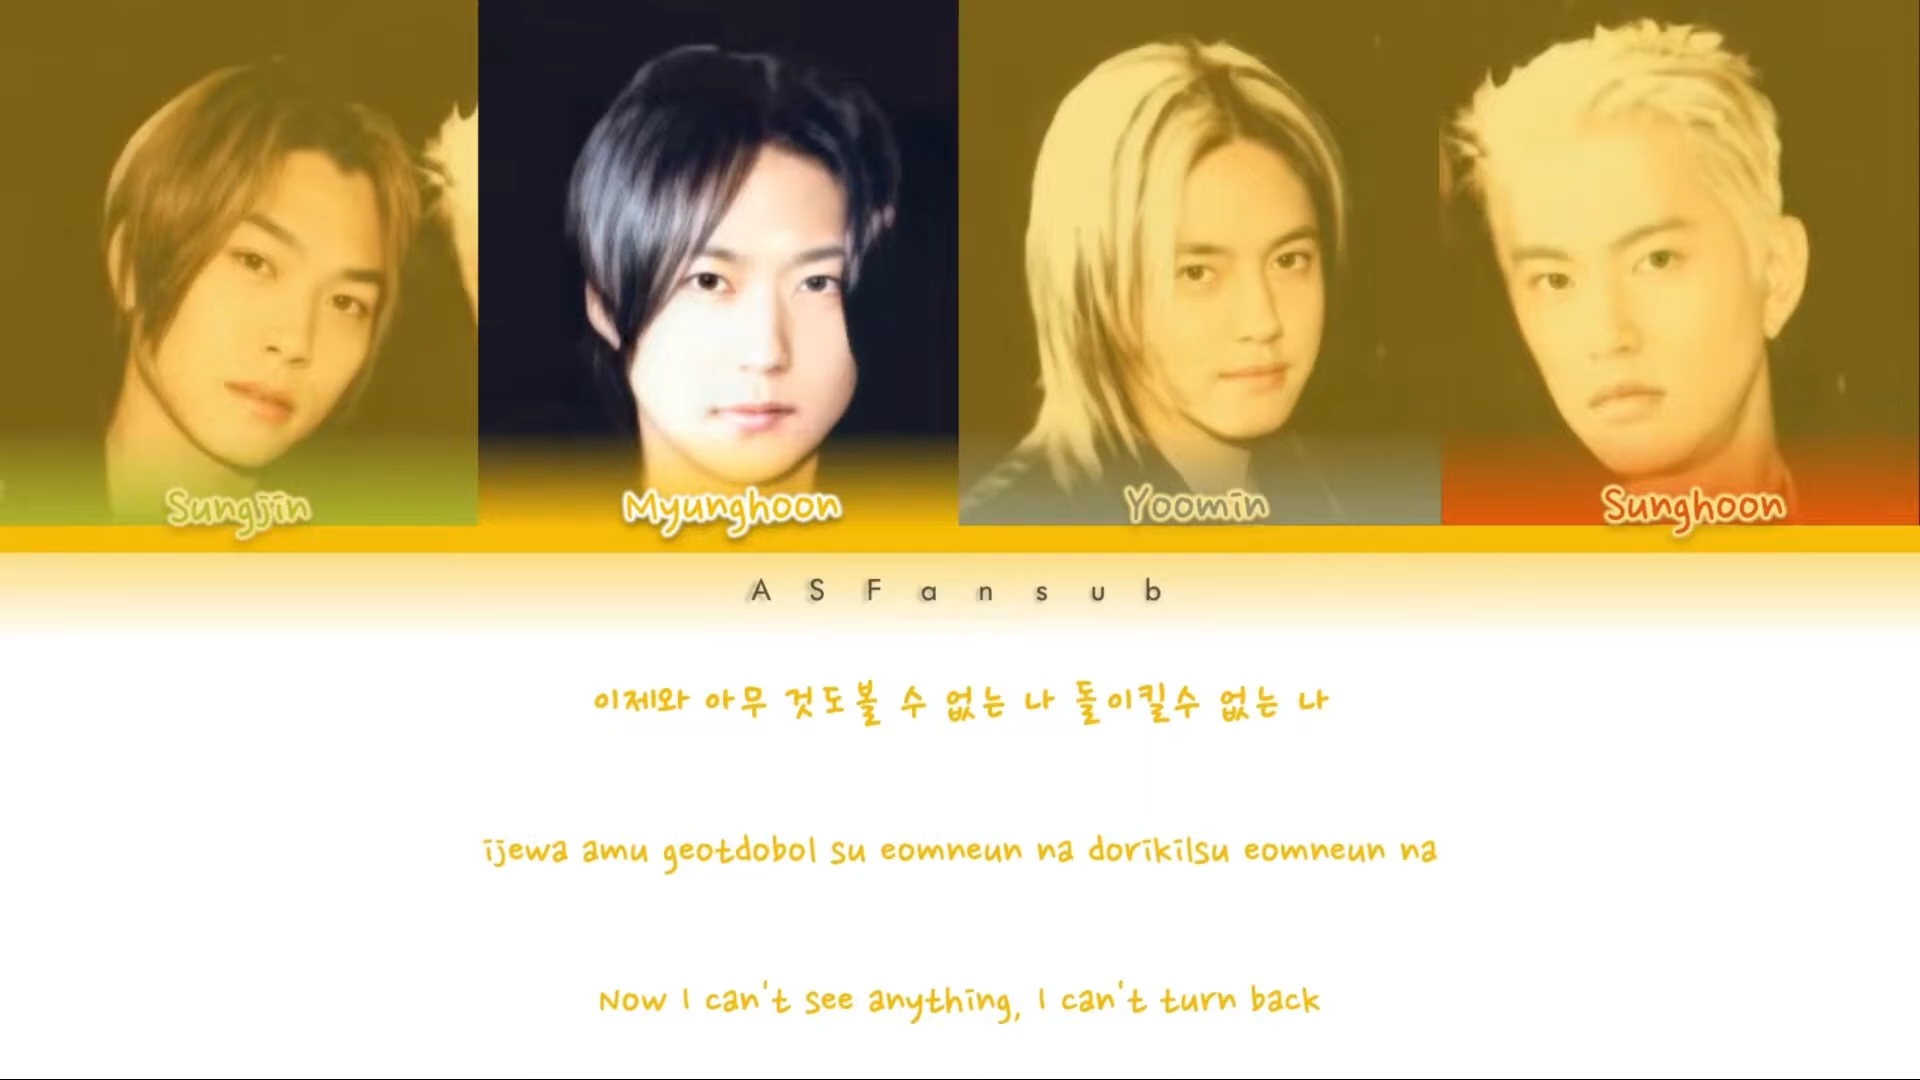 Sungjin
Myunghoon
Yoomin
Sunghoon
ASFansub
이제와 아무 것도볼 수 없는 나 돌이킬수 없는 나
ijewa amu geotdobol su eomneun na dorikilsu eomneun na
Now I can't see anything, I can't turn back